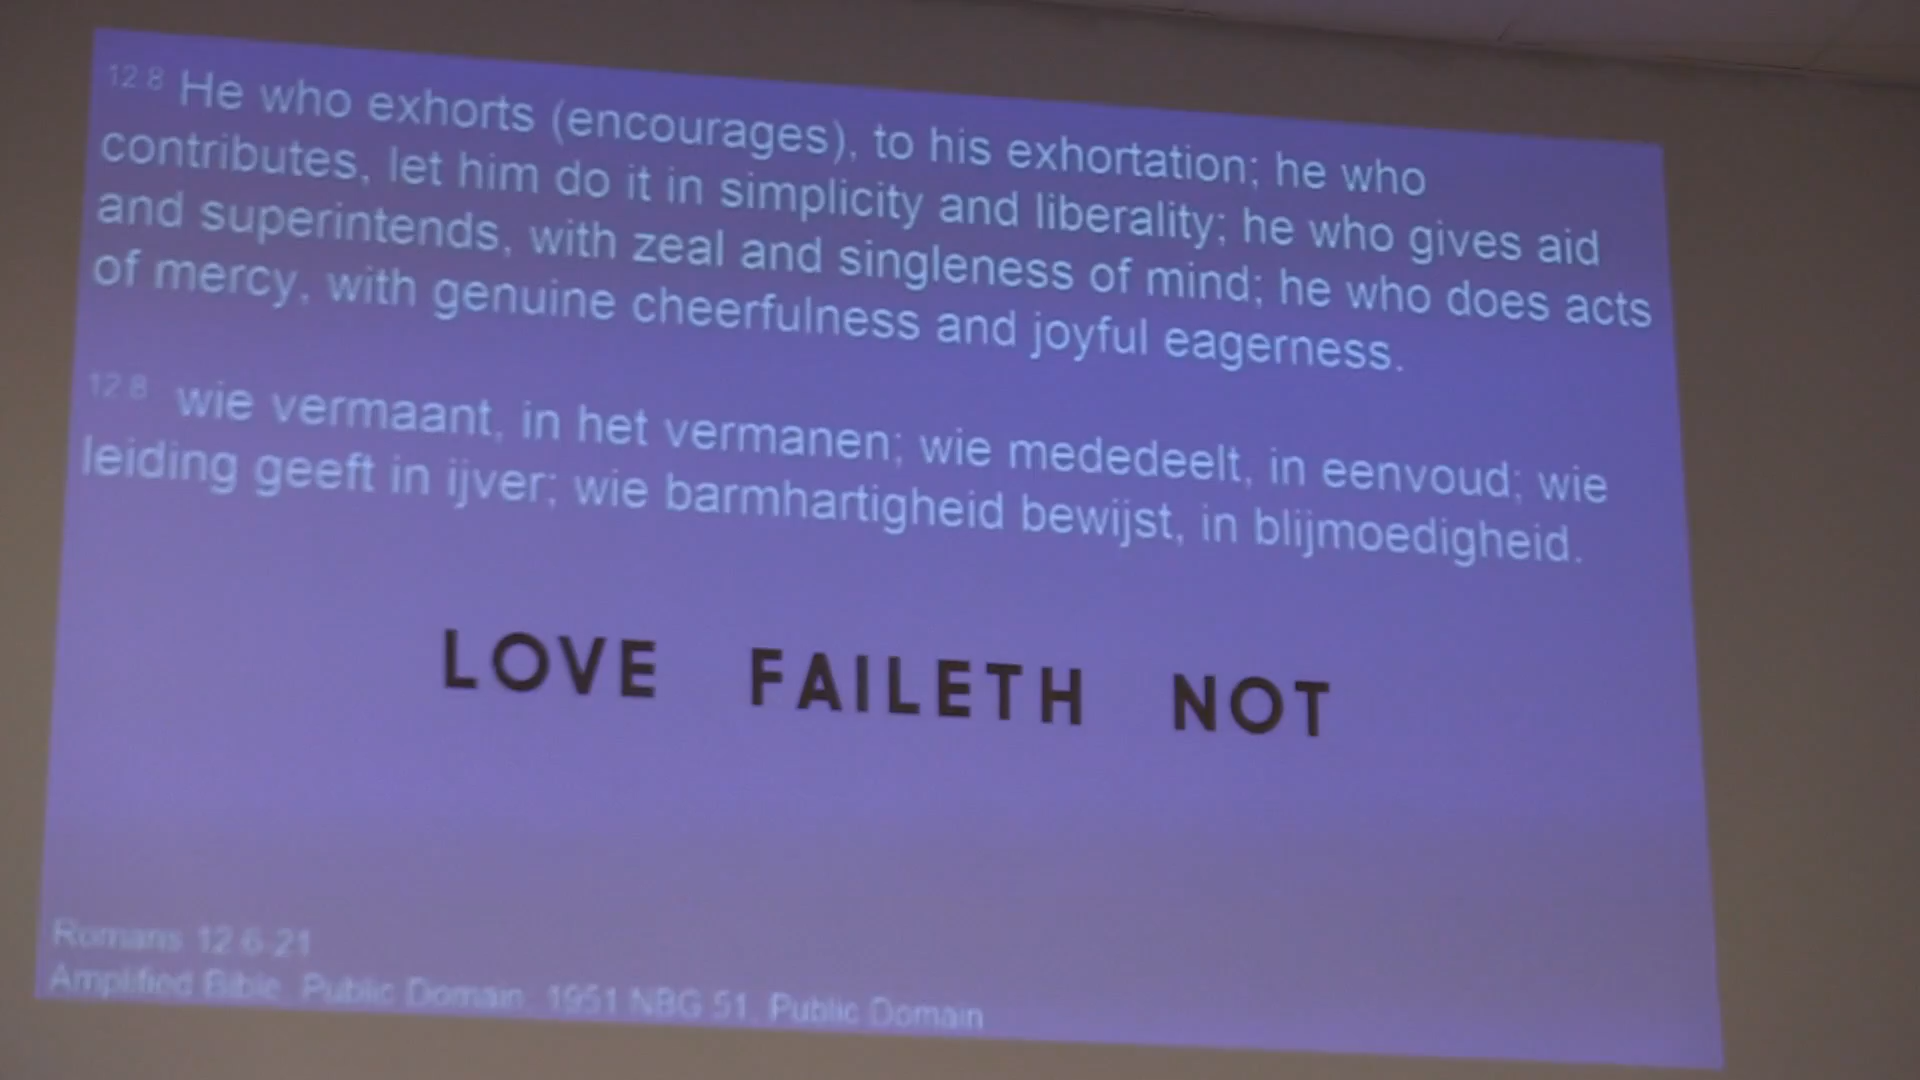 12 8 He who exhorts (encourages), to his exhortation; he who
contributes, let him do it in simplicity and liberality; he who gives aid
and superintends, with zeal and singleness of mind; he who does acts
of mercy, with genuine cheerfulness and joyful eagerness.
12 8 wie vermaant, in het vermanen; wie mededeelt, in eenvoud; wie
leiding geeft in ijver; wie barmhartigheid bewijst, in blijmoedigheid.
LOVE FAILETH NOT
Romans 12 6-21
Amplified Bible, Public Domain, 1951 NBG 51, Public Domain